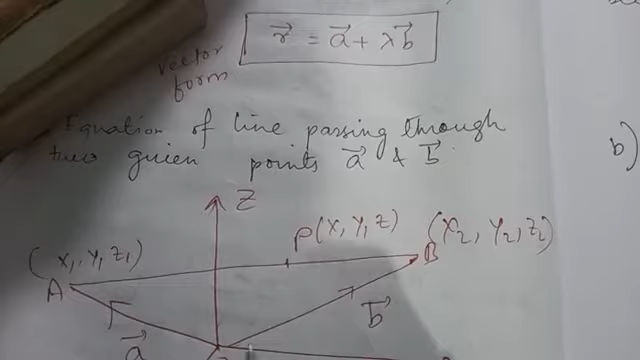 r⃗ = a⃗ + λb⃗
vector
form
Equation of line passing through
two given points a⃗ & b⃗.
b)
Z
P(x, y, z)
(x₂, y₂, z₂)
(x₁, y₁, z₁)
B
A
b⃗
a⃗